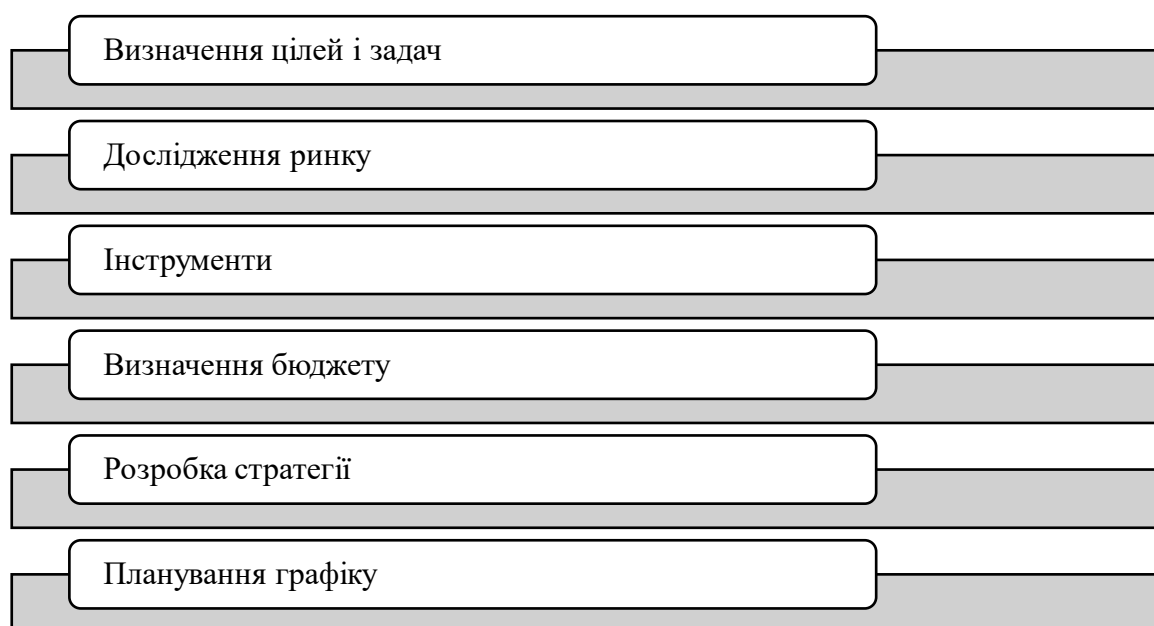 Визначення цілей і задач
Дослідження ринку
Інструменти
Визначення бюджету
Розробка стратегії
Планування графіку